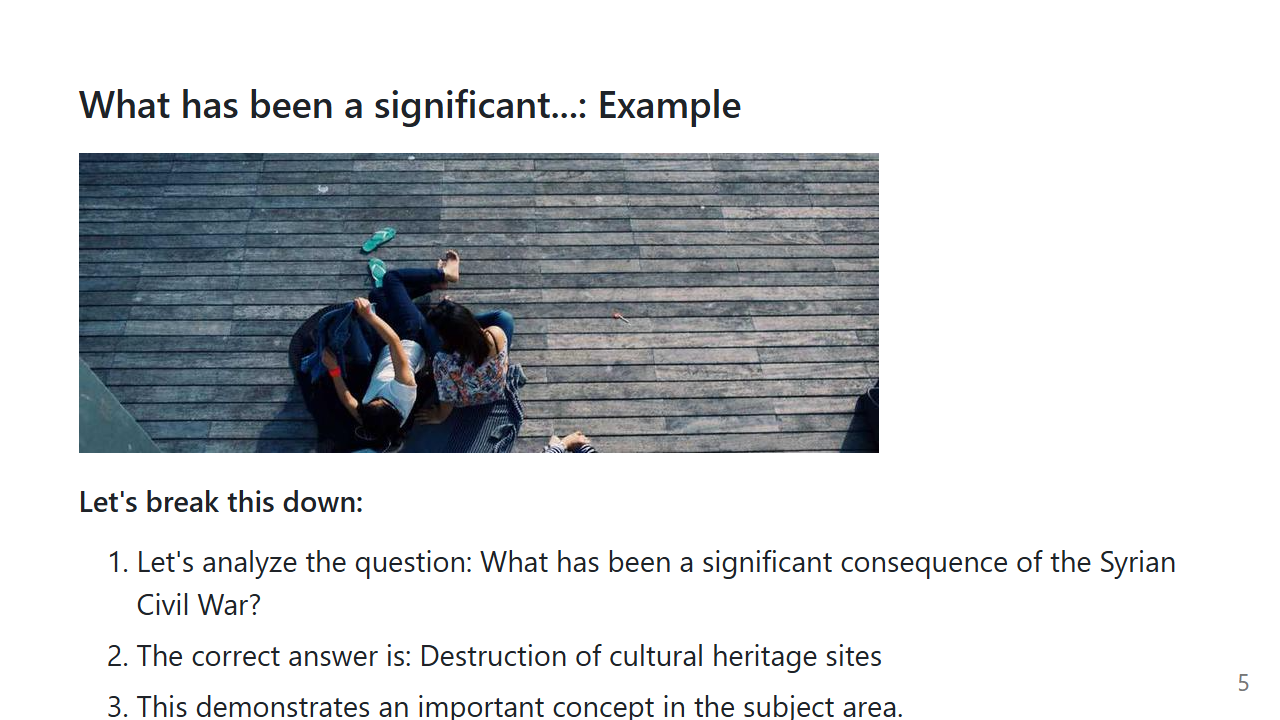 What has been a significant...: Example
Let's break this down:
1. Let's analyze the question: What has been a significant consequence of the Syrian
Civil War?
2. The correct answer is: Destruction of cultural heritage sites
3. This demonstrates an important concept in the subject area.
5